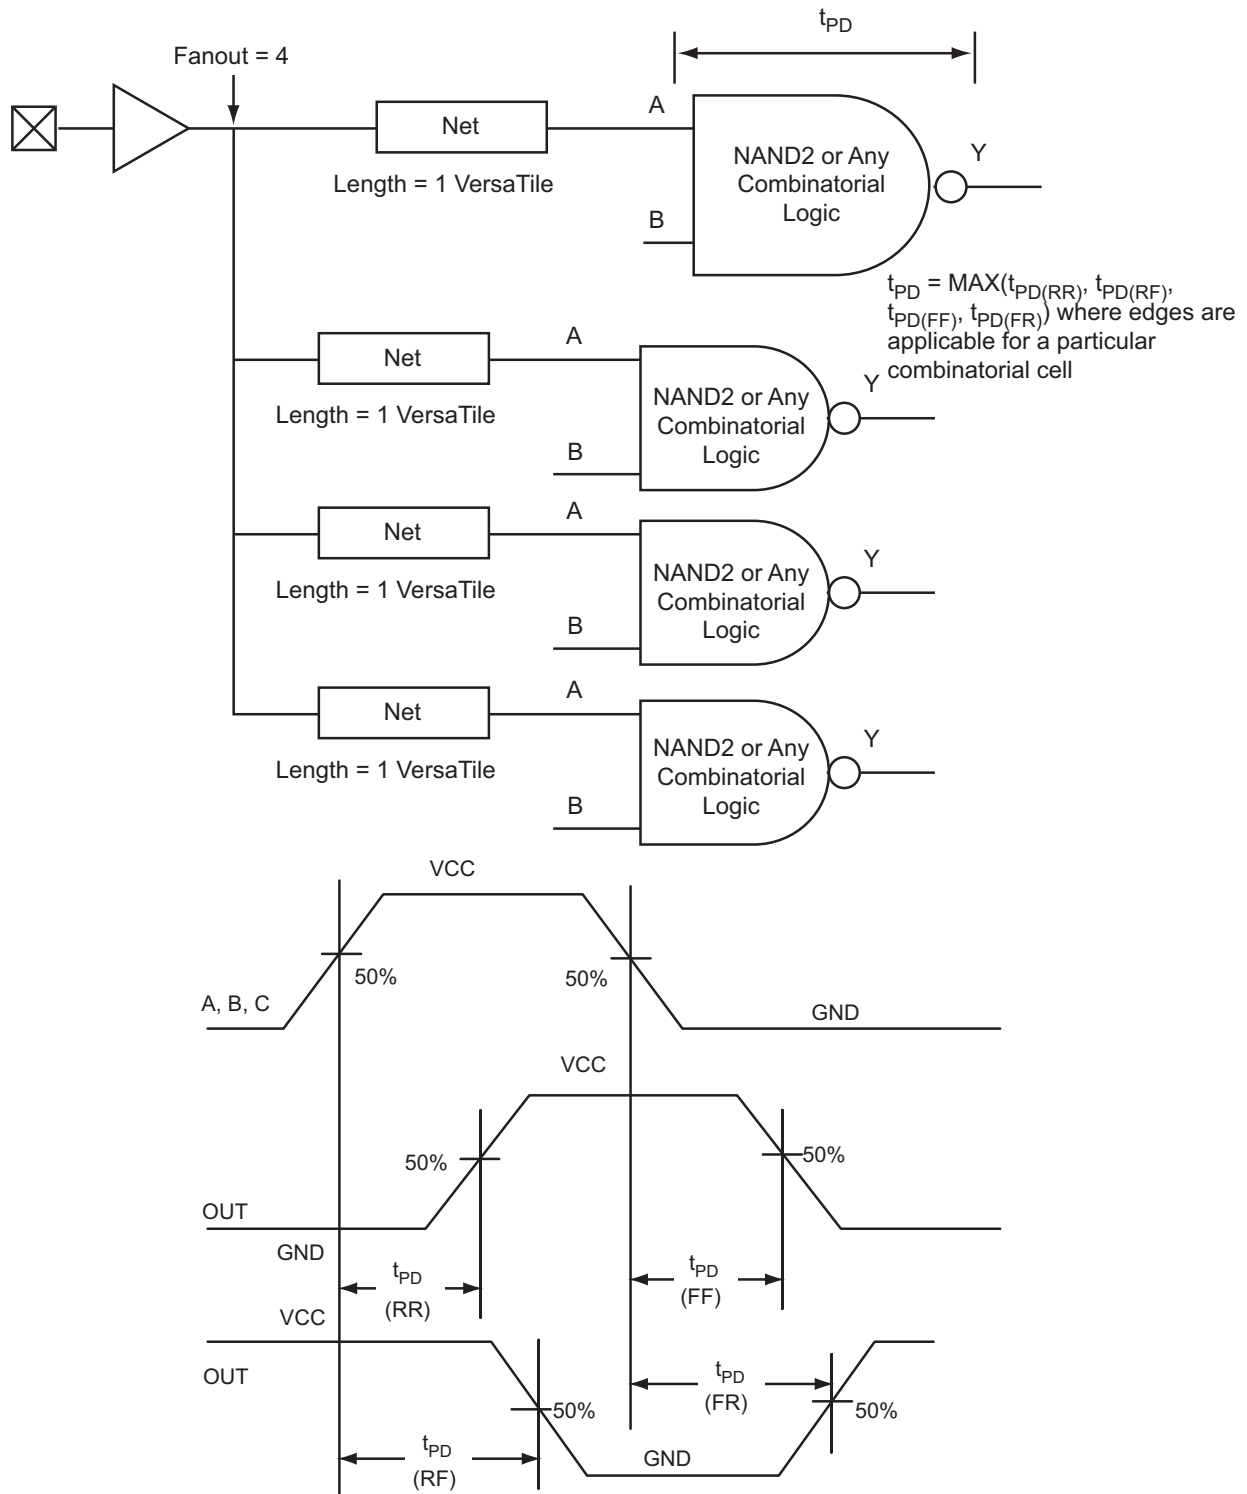 tPD
Fanout = 4
Net
Length = 1 VersaTile
A
B
NAND2 or Any
Combinatorial
Logic
Y
tPD = MAX(tPD(RR), tPD(RF),
tPD(FF), tPD(FR)) where edges are
applicable for a particular
combinatorial cell
Net
Length = 1 VersaTile
A
B
NAND2 or Any
Combinatorial
Logic
Y
Net
Length = 1 VersaTile
A
B
NAND2 or Any
Combinatorial
Logic
Y
Net
Length = 1 VersaTile
A
B
NAND2 or Any
Combinatorial
Logic
Y
VCC
50%
50%
A, B, C
GND
VCC
50%
50%
OUT
GND
tPD
(RR)
tPD
(FF)
VCC
OUT
tPD
(FR)
50%
50%
tPD
(RF)
GND